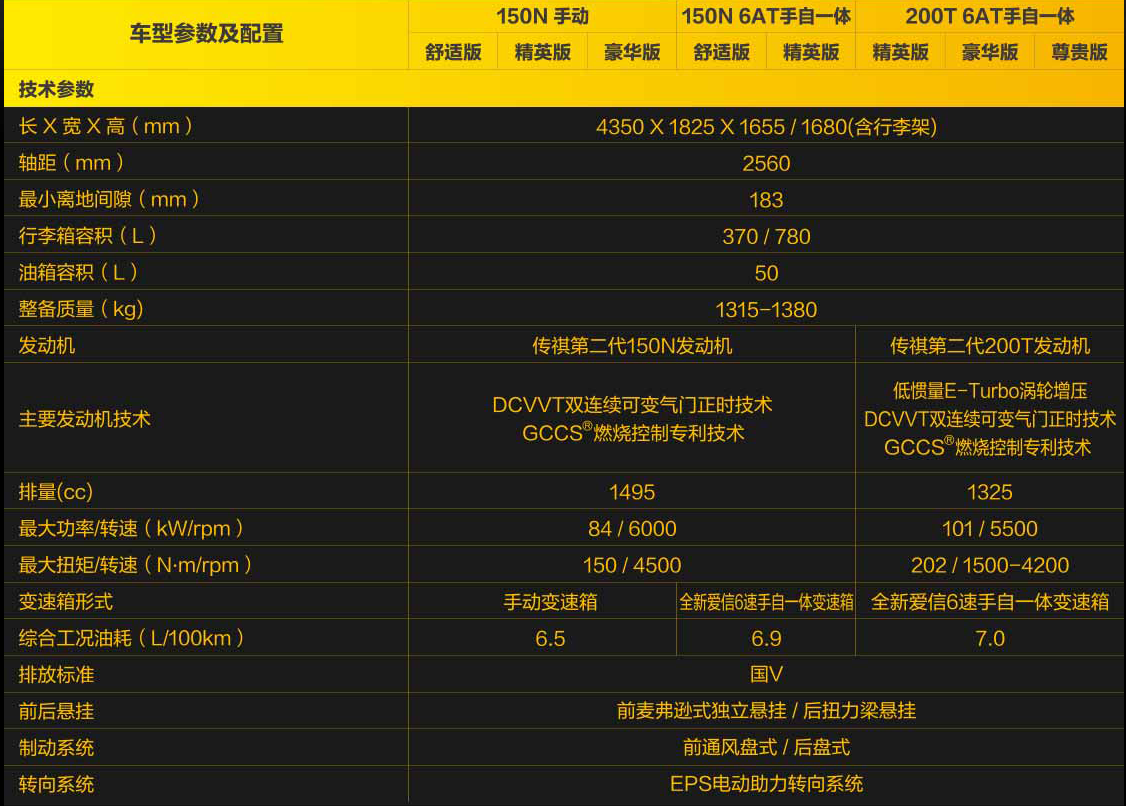 车型参数及配置
150N 手动 150N 6AT手自一体 200T 6AT手自一体
舒适版 精英版 豪华版 舒适版 精英版 精英版 豪华版 尊贵版
技术参数
长 X 宽 X 高（mm） 4350 X 1825 X 1655 / 1680(含行李架)
轴距（mm） 2560
最小离地间隙（mm） 183
行李箱容积（L） 370 / 780
油箱容积（L） 50
整备质量（kg) 1315-1380
发动机 传祺第二代150N发动机 传祺第二代200T发动机
主要发动机技术
DCVVT双连续可变气门正时技术
GCCS®燃烧控制专利技术
低惯量E-Turbo涡轮增压
DCVVT双连续可变气门正时技术
GCCS®燃烧控制专利技术
排量(cc) 1495 1325
最大功率/转速（kW/rpm） 84 / 6000 101 / 5500
最大扭矩/转速（N·m/rpm） 150 / 4500 202 / 1500-4200
变速箱形式 手动变速箱 全新爱信6速手自一体变速箱 全新爱信6速手自一体变速箱
综合工况油耗（L/100km） 6.5 6.9 7.0
排放标准 国V
前后悬挂 前麦弗逊式独立悬挂 / 后扭力梁悬挂
制动系统 前通风盘式 / 后盘式
转向系统 EPS电动助力转向系统